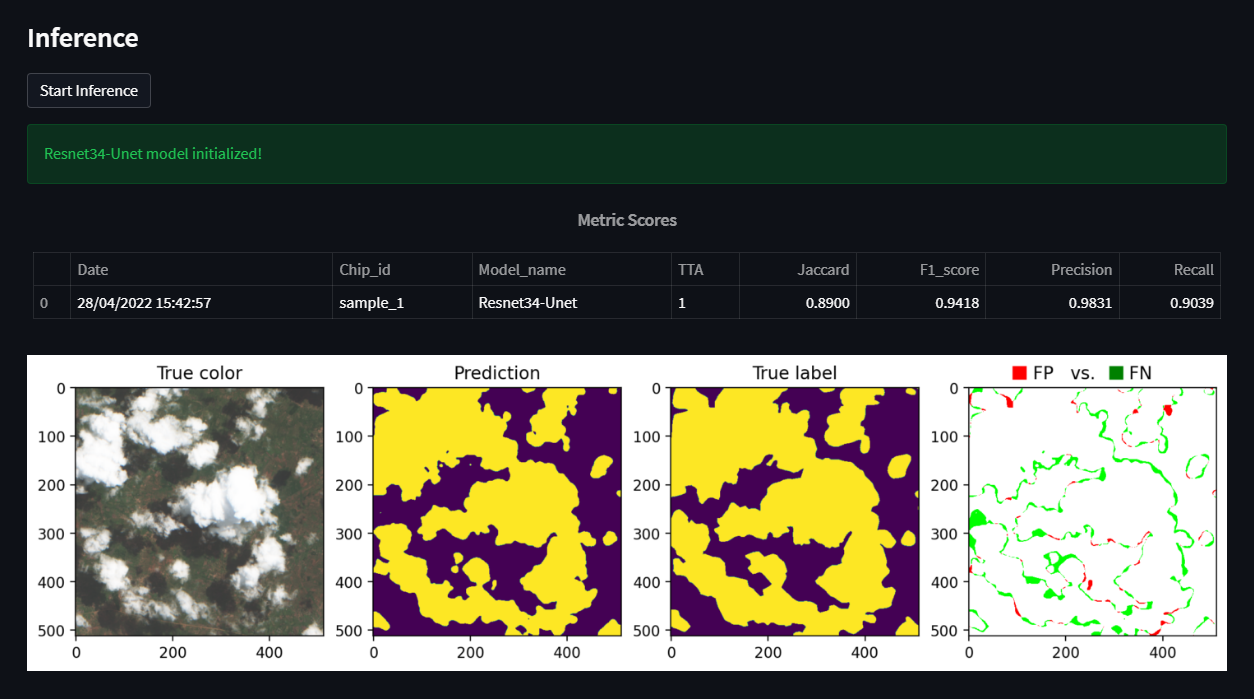 Inference
Start Inference
Resnet34-Unet model initialized!
Metric Scores
Date Chip_id Model_name TTA Jaccard F1_score Precision Recall
0 28/04/2022 15:42:57 sample_1 Resnet34-Unet 1 0.8900 0.9418 0.9831 0.9039
True color Prediction True label FP vs. FN
0 0 0 0
100 100 100 100
200 200 200 200
300 300 300 300
400 400 400 400
500 500 500 500
0 200 400 0 200 400 0 200 400 0 200 400